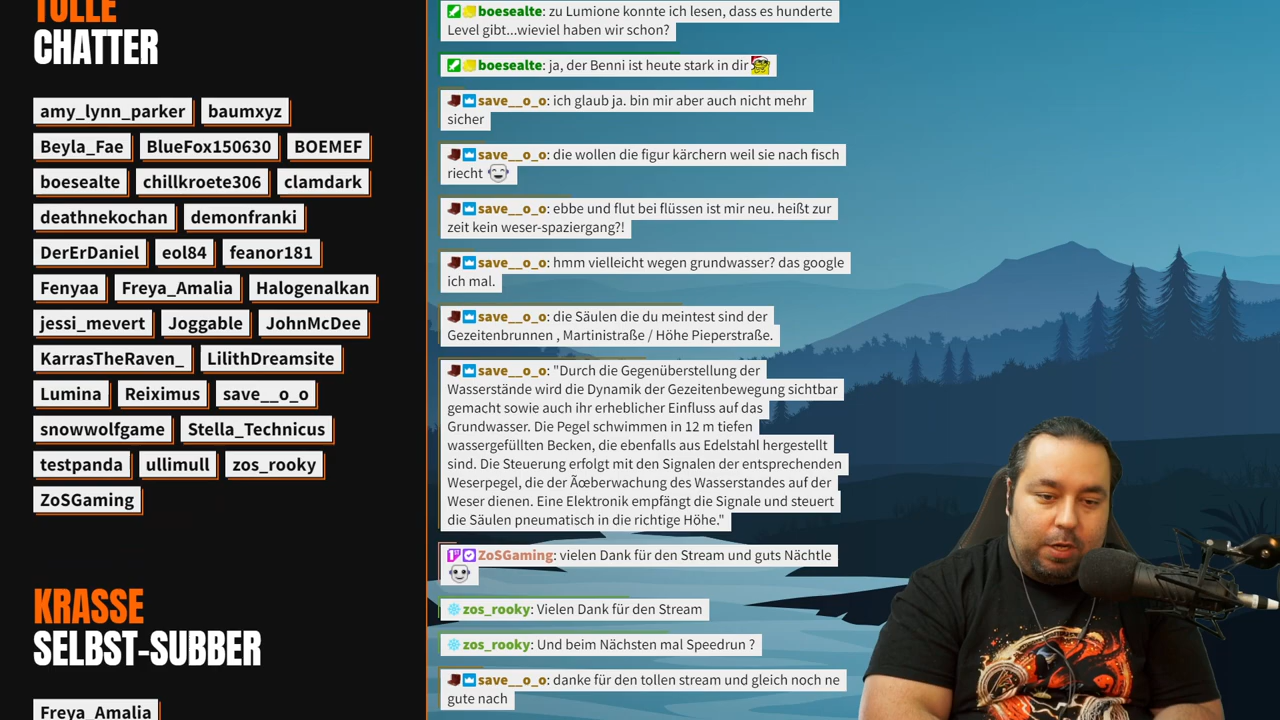 TOLLE
CHATTER
amy_lynn_parker baumxyz
Beyla_Fae BlueFox150630 BOEMEF
boesealte chillkroete306 clamdark
deathnekochan demonfranki
DerErDaniel eol84 feanor181
Fenyaa Freya_Amalia Halogenalkan
jessi_mevert Joggable JohnMcDee
KarrasTheRaven_ LilithDreamsite
Lumina Reiximus save__o_o
snowwolfgame Stella_Technicus
testpanda ullimull zos_rooky
ZoSGaming
KRASSE
SELBST-SUBBER
Freya_Amalia
boesealte: zu Lumione konnte ich lesen, dass es hunderte
Level gibt...wieviel haben wir schon?
boesealte: ja, der Benni ist heute stark in dir
save__o_o: ich glaub ja. bin mir aber auch nicht mehr
sicher
save__o_o: die wollen die figur kärchern weil sie nach fisch
riecht
save__o_o: ebbe und flut bei flüssen ist mir neu. heißt zur
zeit kein weser-spaziergang?!
save__o_o: hmm vielleicht wegen grundwasser? das google
ich mal.
save__o_o: die Säulen die du meintest sind der
Gezeitenbrunnen , Martinistraße / Höhe Pieperstraße.
save__o_o: "Durch die Gegenüberstellung der
Wasserstände wird die Dynamik der Gezeitenbewegung sichtbar
gemacht sowie auch ihr erheblicher Einfluss auf das
Grundwasser. Die Pegel schwimmen in 12 m tiefen
wassergefüllten Becken, die ebenfalls aus Edelstahl hergestellt
sind. Die Steuerung erfolgt mit den Signalen der entsprechenden
Weserpegel, die der Ãœberwachung des Wasserstandes auf der
Weser dienen. Eine Elektronik empfängt die Signale und steuert
die Säulen pneumatisch in die richtige Höhe."
ZoSGaming: vielen Dank für den Stream und guts Nächtle
zos_rooky: Vielen Dank für den Stream
zos_rooky: Und beim Nächsten mal Speedrun ?
save__o_o: danke für den tollen stream und gleich noch ne
gute nach